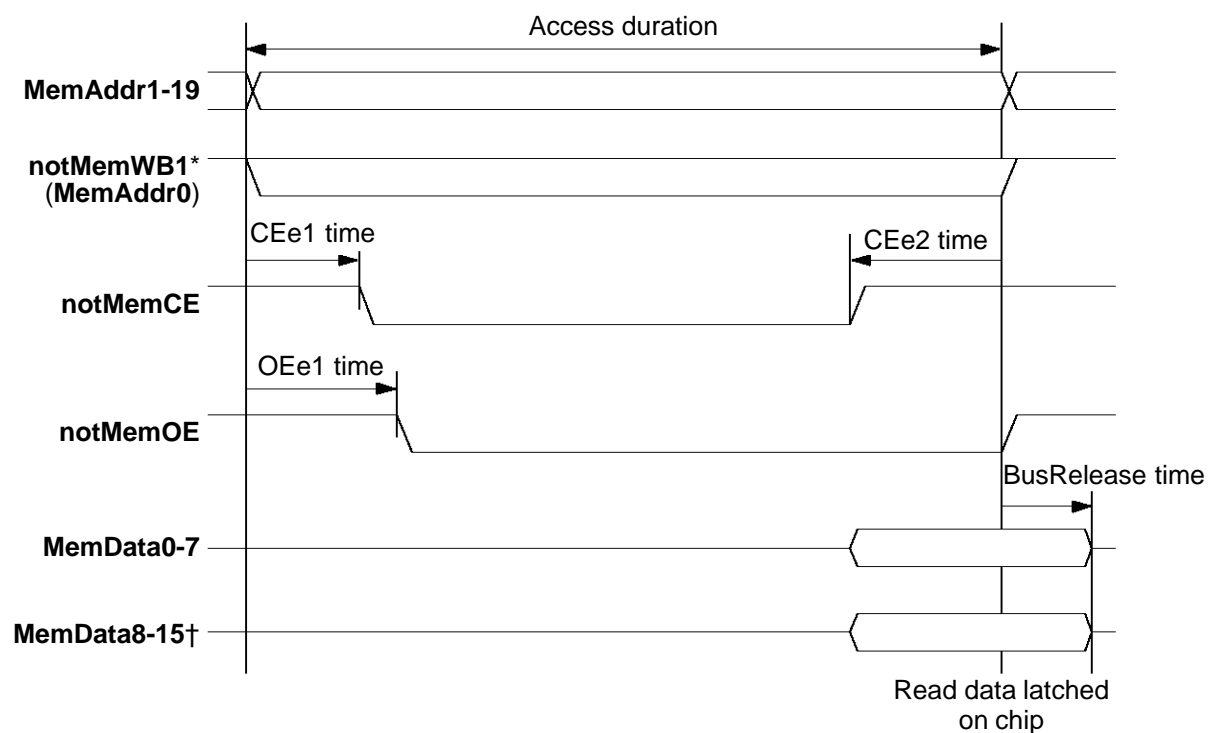 Access duration
MemAddr1-19
notMemWB1*
(MemAddr0)
CEe1 time
CEe2 time
notMemCE
OEe1 time
notMemOE
BusRelease time
MemData0-7
MemData8-15†
Read data latched
on chip